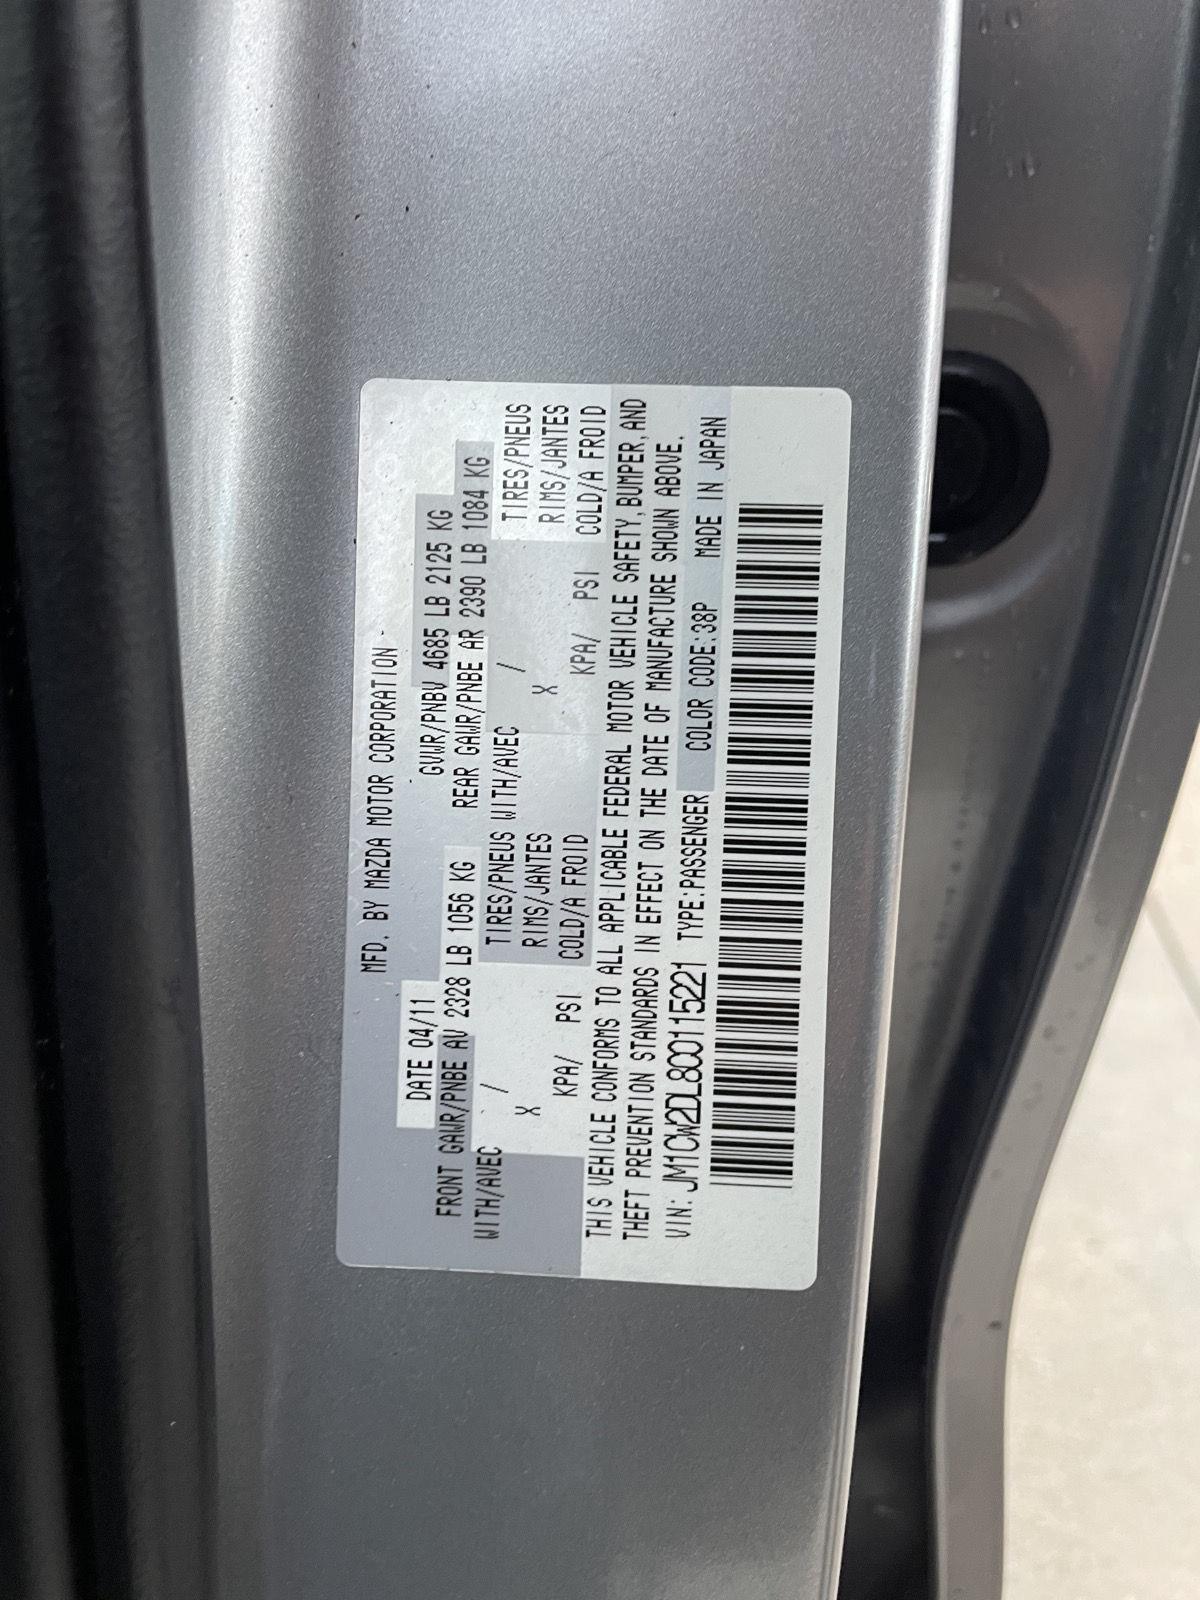 MFD. BY MAZDA MOTOR CORPORATION
DATE 04/11 GVWR/PNBV 4685 LB 2125 KG
FRONT GAWR/PNBE AV 2328 LB 1056 KG REAR GAWR/PNBE AR 2390 LB 1084 KG
WITH/AVEC / TIRES/PNEUS WITH/AVEC / TIRES/PNEUS
X RIMS/JANTES X RIMS/JANTES
KPA/ PSI COLD/A FROID KPA/ PSI COLD/A FROID
THIS VEHICLE CONFORMS TO ALL APPLICABLE FEDERAL MOTOR VEHICLE SAFETY, BUMPER, AND
THEFT PREVENTION STANDARDS IN EFFECT ON THE DATE OF MANUFACTURE SHOWN ABOVE.
VIN: JM1CW2DL8C0115221 TYPE:PASSENGER COLOR CODE:38P MADE IN JAPAN